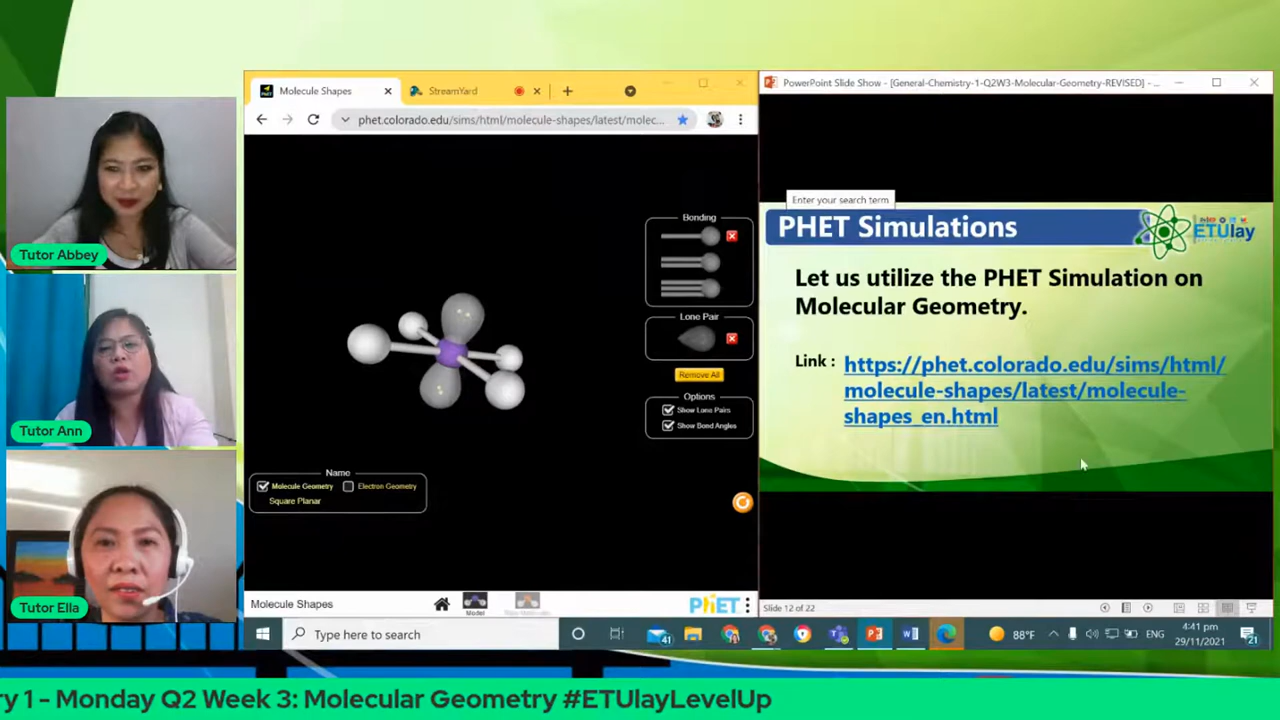 Tutor Abbey
Tutor Ann
Tutor Ella
Molecule Shapes
StreamYard
phet.colorado.edu/sims/html/molecule-shapes/latest/molec...
Bonding
Lone Pair
Remove All
Options
Show Lone Pairs
Show Bond Angles
Name
Molecule Geometry
Electron Geometry
Square Planar
Molecule Shapes
Model
PhET
PowerPoint Slide Show - [General-Chemistry-1-Q2W3-Molecular-Geometry-REVISED] - ...
Enter your search term
PHET Simulations
ETUlay
Let us utilize the PHET Simulation on
Molecular Geometry.
Link : https://phet.colorado.edu/sims/html/
molecule-shapes/latest/molecule-
shapes_en.html
Slide 12 of 22
Type here to search
41
88°F
ENG
4:41 pm
29/11/2021
21
ry 1 - Monday Q2 Week 3: Molecular Geometry #ETUlayLevelUp